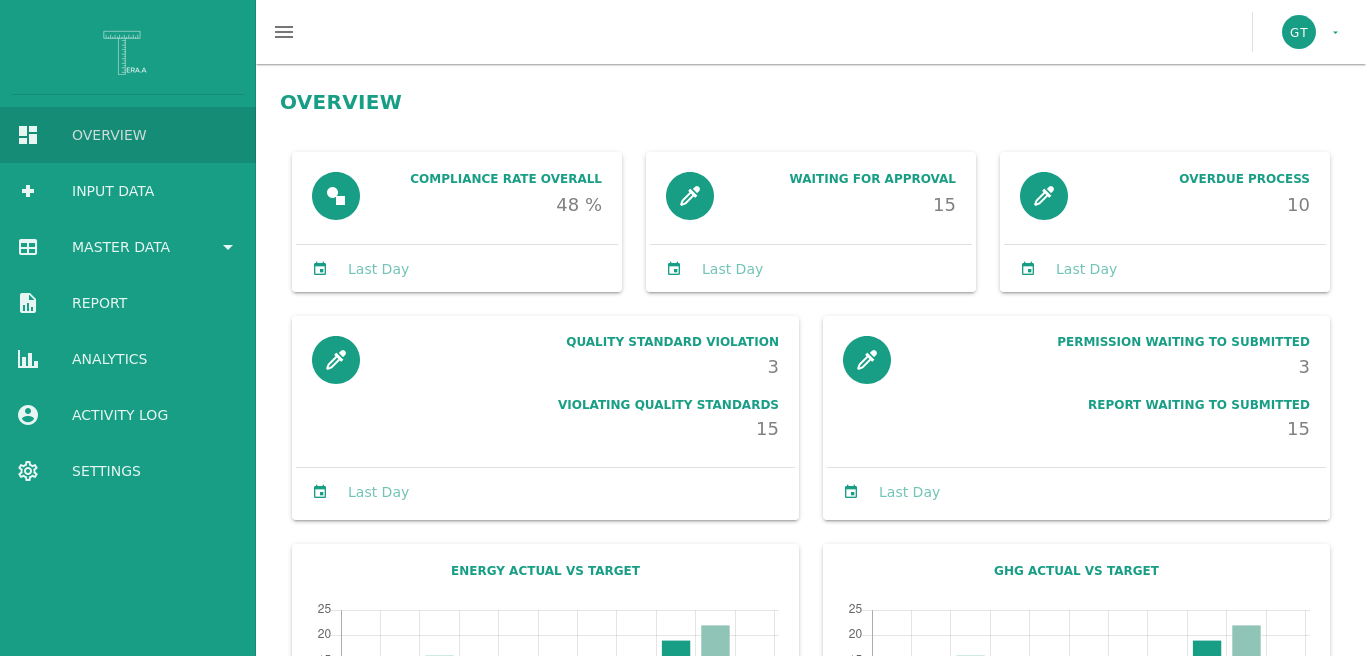 ERA.A
GT
OVERVIEW
INPUT DATA
MASTER DATA
REPORT
ANALYTICS
ACTIVITY LOG
SETTINGS
OVERVIEW
COMPLIANCE RATE OVERALL
48 %
Last Day
WAITING FOR APPROVAL
15
Last Day
OVERDUE PROCESS
10
Last Day
QUALITY STANDARD VIOLATION
3
VIOLATING QUALITY STANDARDS
15
Last Day
PERMISSION WAITING TO SUBMITTED
3
REPORT WAITING TO SUBMITTED
15
Last Day
ENERGY ACTUAL VS TARGET
25
20
GHG ACTUAL VS TARGET
25
20